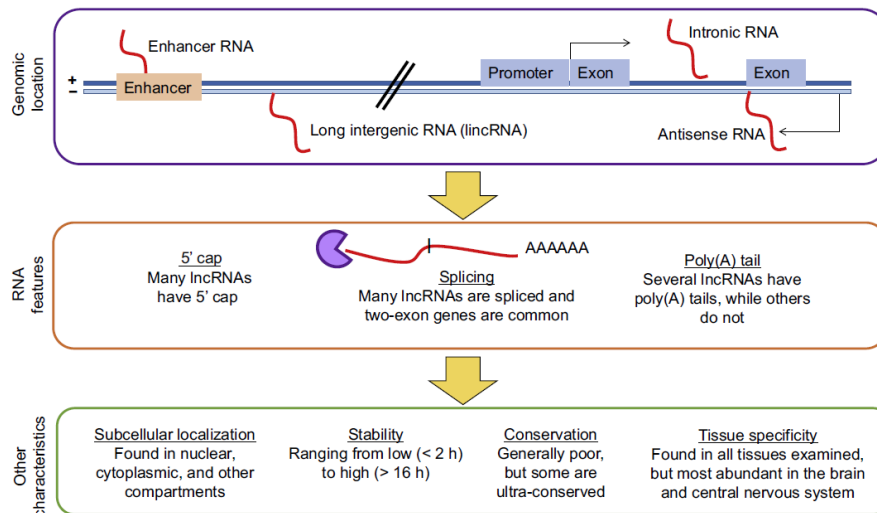 Genomic
location
Enhancer RNA
+
−
Enhancer
Long intergenic RNA (lincRNA)
Promoter
Exon
Intronic RNA
Exon
Antisense RNA
RNA
features
5’ cap
Many lncRNAs
have 5’ cap
AAAAAA
Splicing
Many lncRNAs are spliced and
two-exon genes are common
Poly(A) tail
Several lncRNAs have
poly(A) tails, while others
do not
Other
characteristics
Subcellular localization
Found in nuclear,
cytoplasmic, and other
compartments
Stability
Ranging from low (< 2 h)
to high (> 16 h)
Conservation
Generally poor,
but some are
ultra-conserved
Tissue specificity
Found in all tissues examined,
but most abundant in the brain
and central nervous system